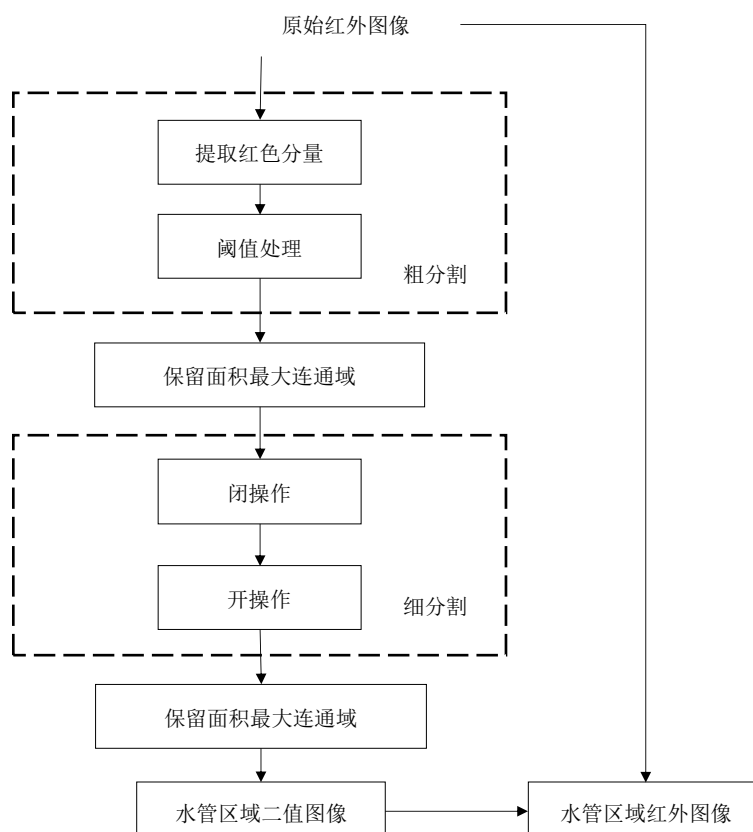 原始红外图像
提取红色分量
阈值处理
粗分割
保留面积最大连通域
闭操作
开操作
细分割
保留面积最大连通域
水管区域二值图像
水管区域红外图像